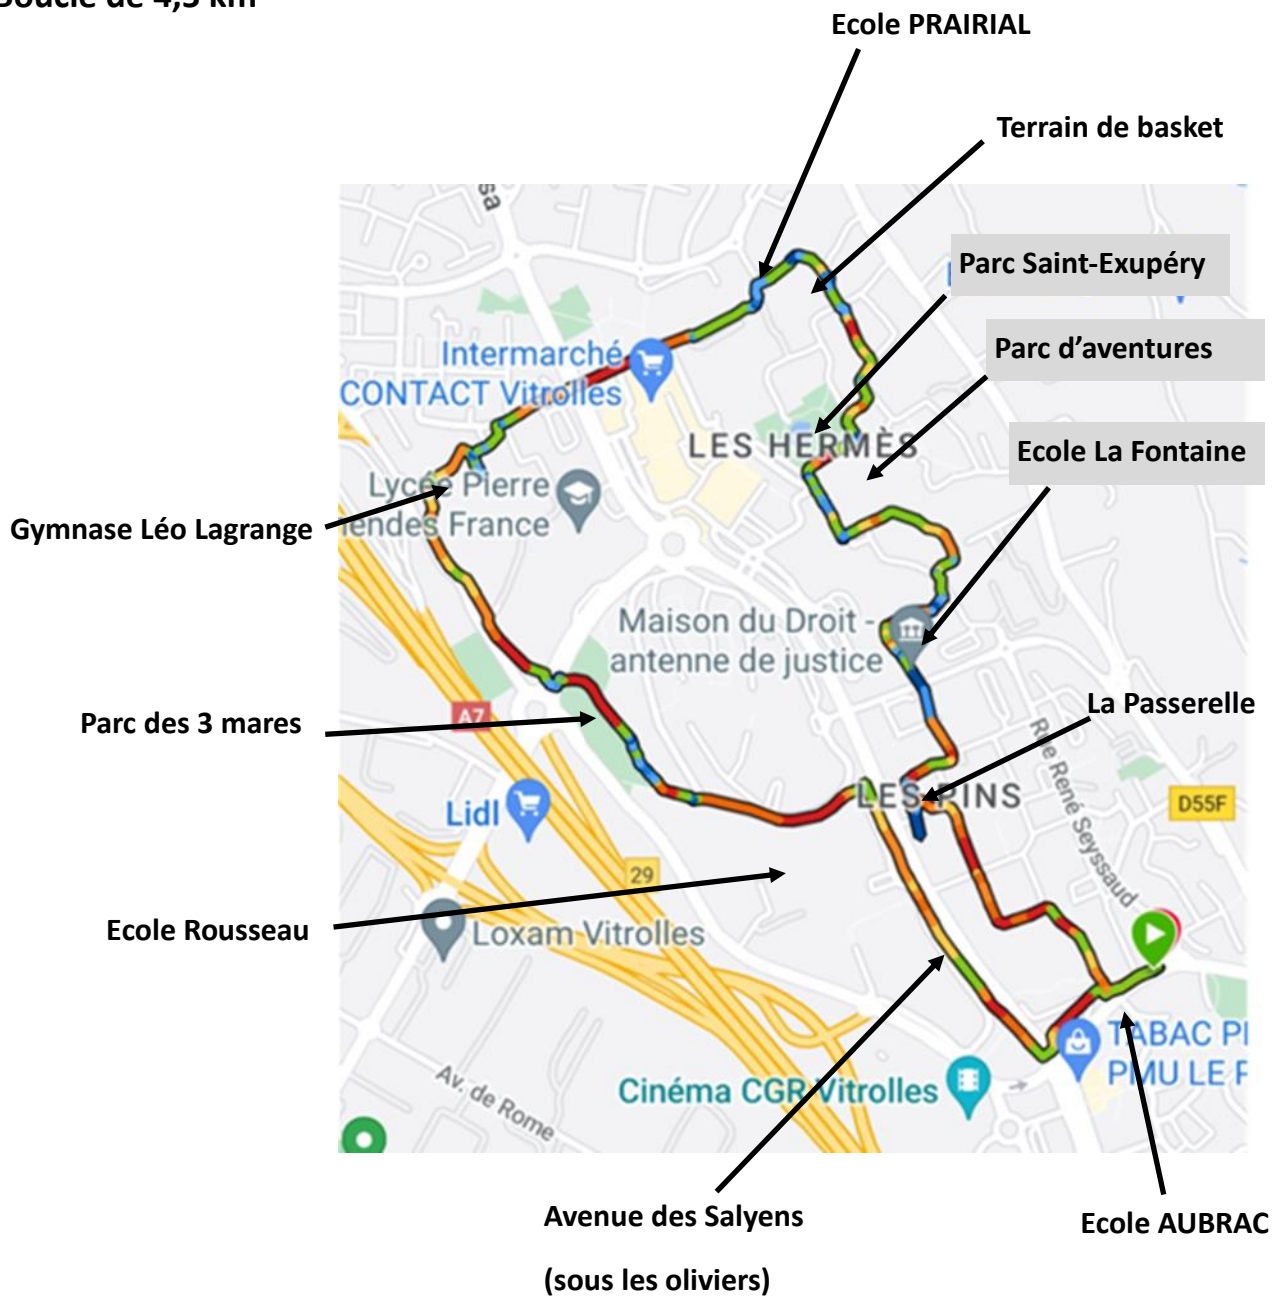 Boucle de 4,5 km
Ecole PRAIRIAL
Terrain de basket
sa
Parc Saint-Exupéry
Parc d’aventures
Intermarché
CONTACT Vitrolles
LES HERMÈS
Ecole La Fontaine
Lycée Pierre
endes France
Gymnase Léo Lagrange
Maison du Droit -
antenne de justice
La Passerelle
A7
Parc des 3 mares
Rue René Seyssaud
LES PINS
D55F
Lidl
29
Ecole Rousseau
Loxam Vitrolles
TABAC P
PMU LE
Cinéma CGR Vitrolles
Av. de Rome
Avenue des Salyens
(sous les oliviers)
Ecole AUBRAC